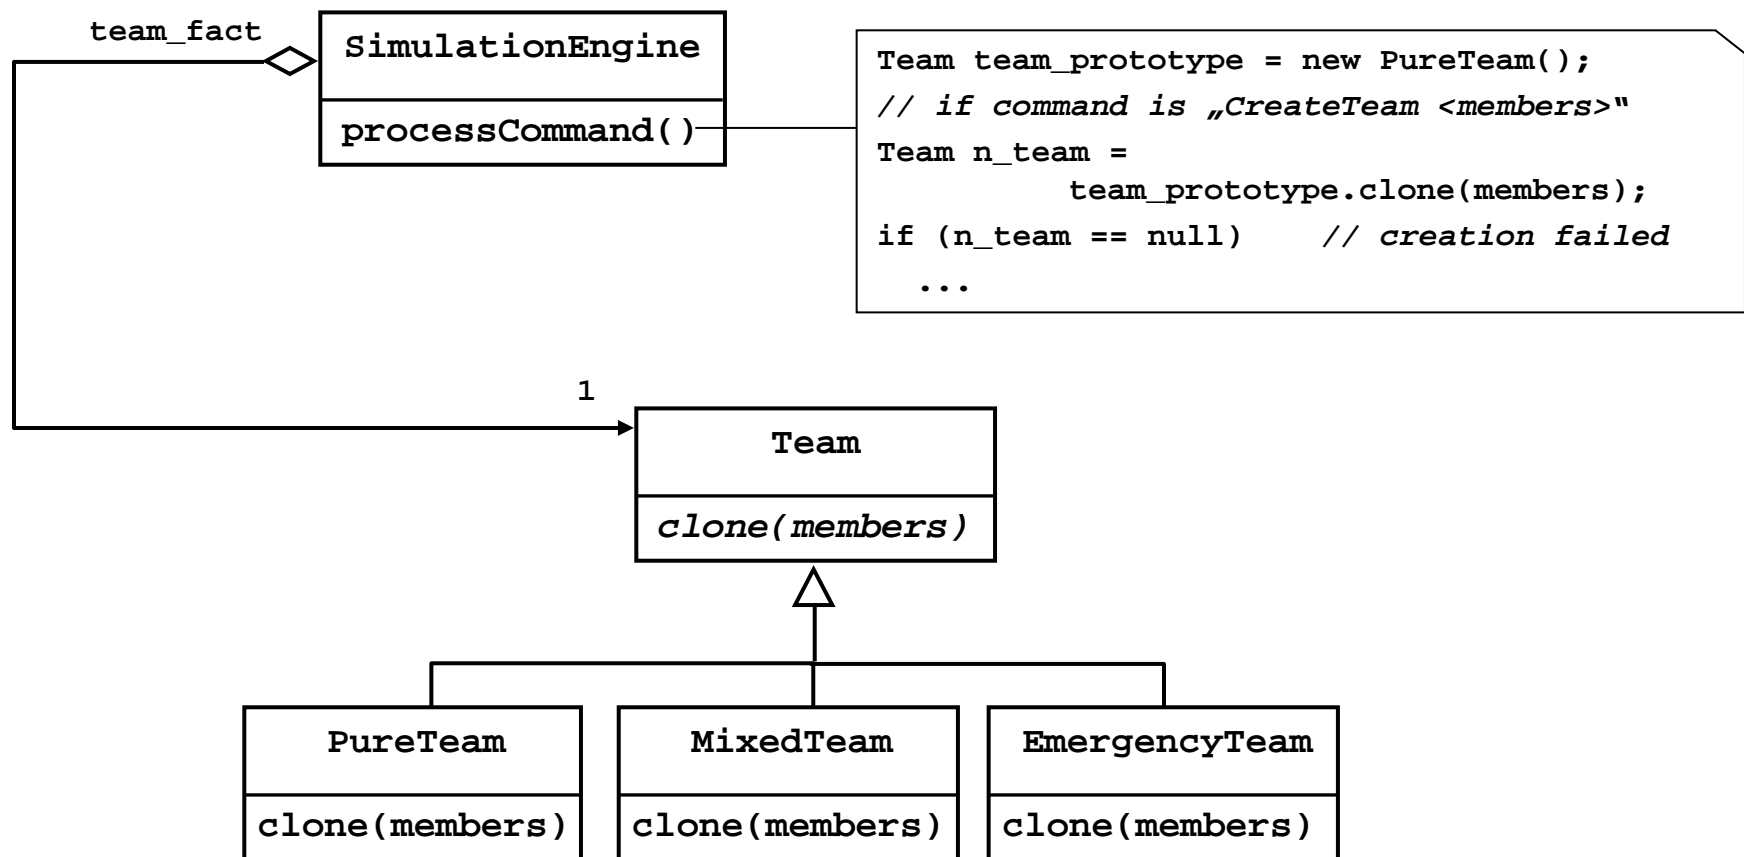 team_fact
SimulationEngine
processCommand()
Team team_prototype = new PureTeam();
// if command is „CreateTeam <members>“
Team n_team =
team_prototype.clone(members);
if (n_team == null) // creation failed
...
1
Team
clone(members)
PureTeam
MixedTeam
EmergencyTeam
clone(members)
clone(members)
clone(members)